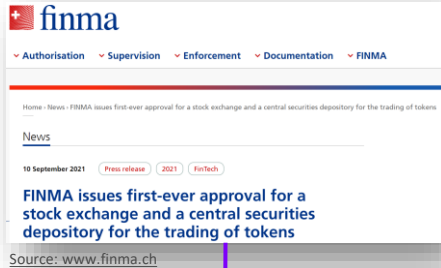 finma
Authorisation Supervision Enforcement Documentation FINMA
Home › News › FINMA issues first-ever approval for a stock exchange and a central securities depository for the trading of tokens
News
10 September 2021 Press release 2021 FinTech
FINMA issues first-ever approval for a
stock exchange and a central securities
depository for the trading of tokens
Source: www.finma.ch